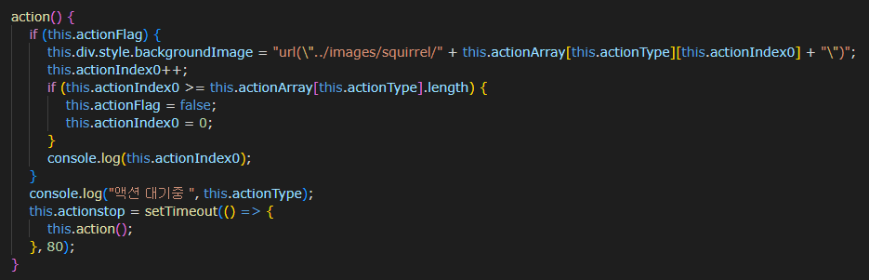 action() {
if (this.actionFlag) {
this.div.style.backgroundImage = "url(\"../images/squirrel/" + this.actionArray[this.actionType][this.actionIndex0] + "\")";
this.actionIndex0++;
if (this.actionIndex0 >= this.actionArray[this.actionType].length) {
this.actionFlag = false;
this.actionIndex0 = 0;
}
console.log(this.actionIndex0);
}
console.log("액션 대기중 ", this.actionType);
this.actionstop = setTimeout(() => {
this.action();
}, 80);
}